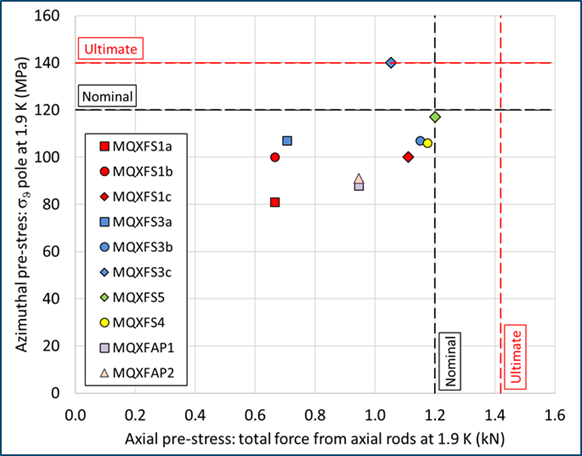 160
140
120
100
80
60
40
20
0
Azimuthal pre-stres: σϑ pole at 1.9 K (MPa)
Ultimate
Nominal
MQXFS1a
MQXFS1b
MQXFS1c
MQXFS3a
MQXFS3b
MQXFS3c
MQXFS5
MQXFS4
MQXFAP1
MQXFAP2
Nominal
Ultimate
0.0 0.2 0.4 0.6 0.8 1.0 1.2 1.4 1.6
Axial pre-stress: total force from axial rods at 1.9 K (kN)